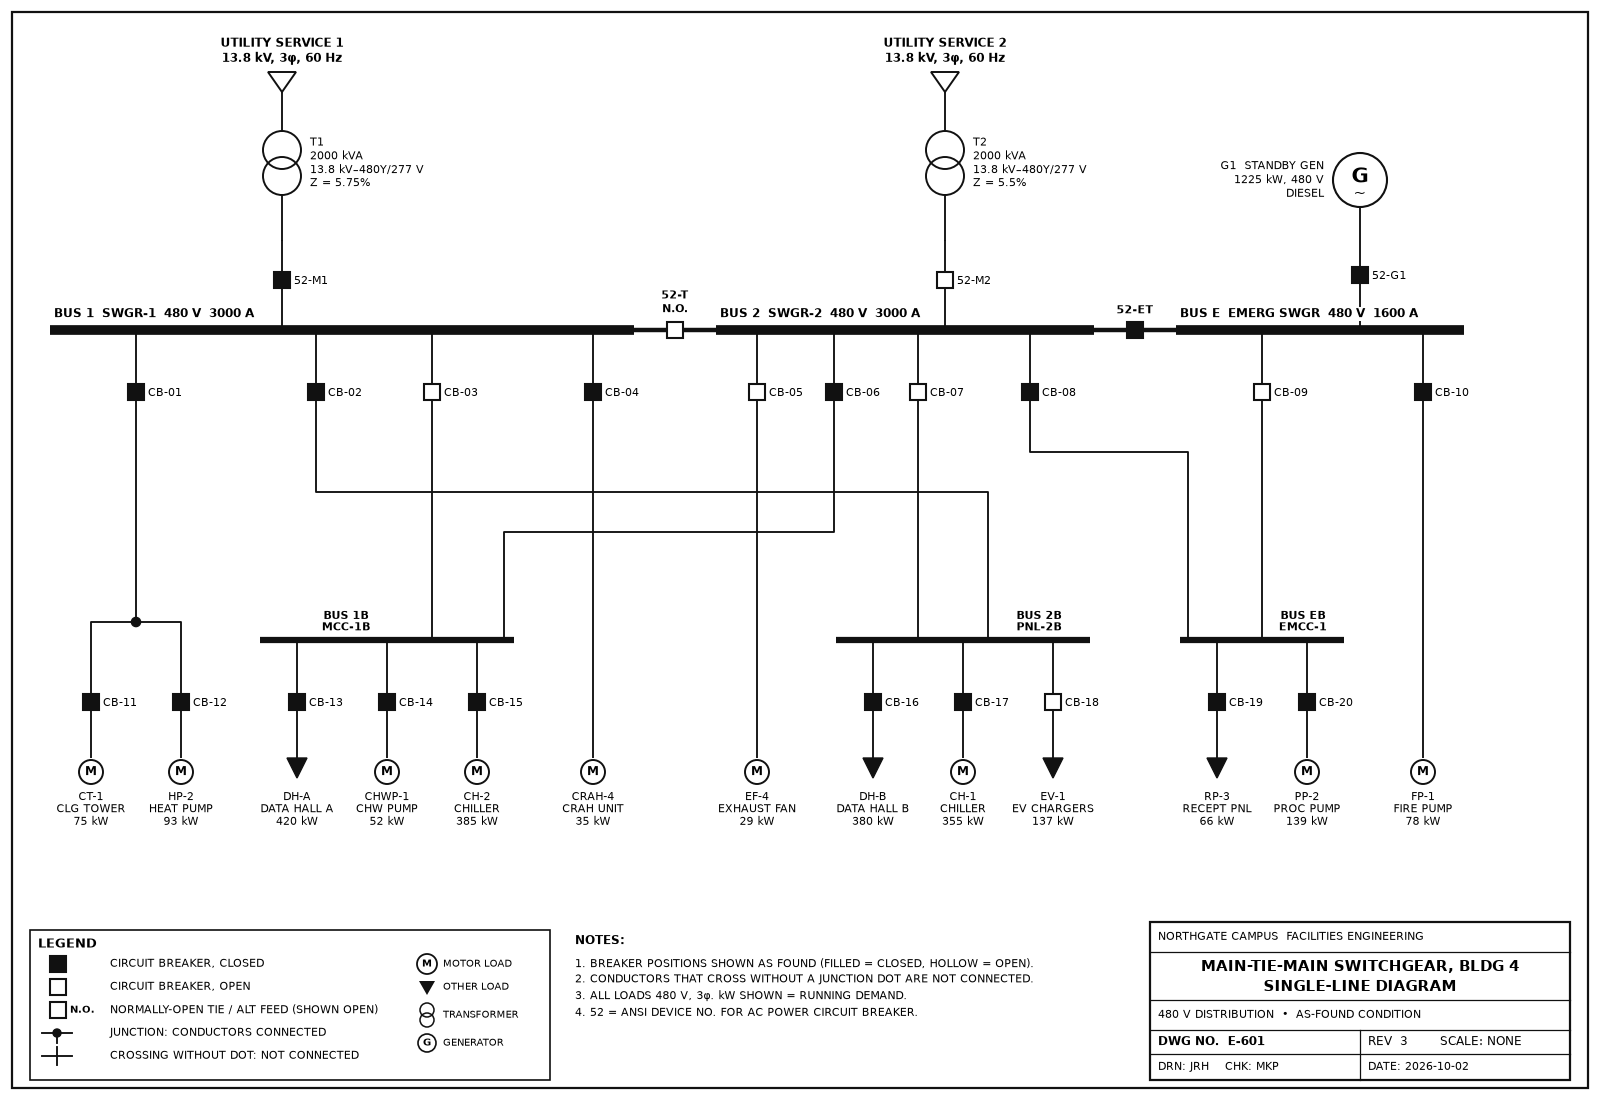 UTILITY SERVICE 1
13.8 kV, 3φ, 60 Hz
UTILITY SERVICE 2
13.8 kV, 3φ, 60 Hz
T1
2000 kVA
13.8 kV–480Y/277 V
Z = 5.75%
T2
2000 kVA
13.8 kV–480Y/277 V
Z = 5.5%
G1 STANDBY GEN
1225 kW, 480 V
DIESEL
G
~
52-M1
52-M2
52-G1
BUS 1 SWGR-1 480 V 3000 A
52-T
N.O.
BUS 2 SWGR-2 480 V 3000 A
52-ET
BUS E EMERG SWGR 480 V 1600 A
CB-01
CB-02
CB-03
CB-04
CB-05
CB-06
CB-07
CB-08
CB-09
CB-10
BUS 1B
MCC-1B
BUS 2B
PNL-2B
BUS EB
EMCC-1
CB-11
CB-12
CB-13
CB-14
CB-15
CB-16
CB-17
CB-18
CB-19
CB-20
M
CT-1
CLG TOWER
75 kW
M
HP-2
HEAT PUMP
93 kW
DH-A
DATA HALL A
420 kW
M
CHWP-1
CHW PUMP
52 kW
M
CH-2
CHILLER
385 kW
M
CRAH-4
CRAH UNIT
35 kW
M
EF-4
EXHAUST FAN
29 kW
DH-B
DATA HALL B
380 kW
M
CH-1
CHILLER
355 kW
EV-1
EV CHARGERS
137 kW
RP-3
RECEPT PNL
66 kW
M
PP-2
PROC PUMP
139 kW
M
FP-1
FIRE PUMP
78 kW
LEGEND
CIRCUIT BREAKER, CLOSED
CIRCUIT BREAKER, OPEN
N.O. NORMALLY-OPEN TIE / ALT FEED (SHOWN OPEN)
JUNCTION: CONDUCTORS CONNECTED
CROSSING WITHOUT DOT: NOT CONNECTED
M MOTOR LOAD
OTHER LOAD
TRANSFORMER
G GENERATOR
NOTES:
1. BREAKER POSITIONS SHOWN AS FOUND (FILLED = CLOSED, HOLLOW = OPEN).
2. CONDUCTORS THAT CROSS WITHOUT A JUNCTION DOT ARE NOT CONNECTED.
3. ALL LOADS 480 V, 3φ. kW SHOWN = RUNNING DEMAND.
4. 52 = ANSI DEVICE NO. FOR AC POWER CIRCUIT BREAKER.
NORTHGATE CAMPUS FACILITIES ENGINEERING
MAIN-TIE-MAIN SWITCHGEAR, BLDG 4
SINGLE-LINE DIAGRAM
480 V DISTRIBUTION • AS-FOUND CONDITION
DWG NO. E-601
REV 3 SCALE: NONE
DRN: JRH CHK: MKP
DATE: 2026-10-02